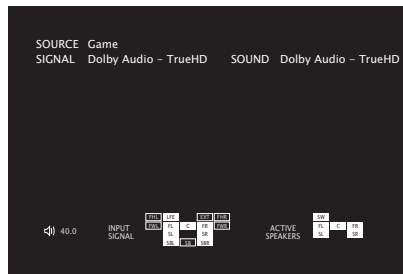 SOURCE Game
SIGNAL Dolby Audio – TrueHD SOUND Dolby Audio – TrueHD
FHL LFE EXT FHR SW
40.0 INPUT SIGNAL FWL FL C FR FWR ACTIVE SPEAKERS FL C FR
SL SR SL SR
SBL SB SBR